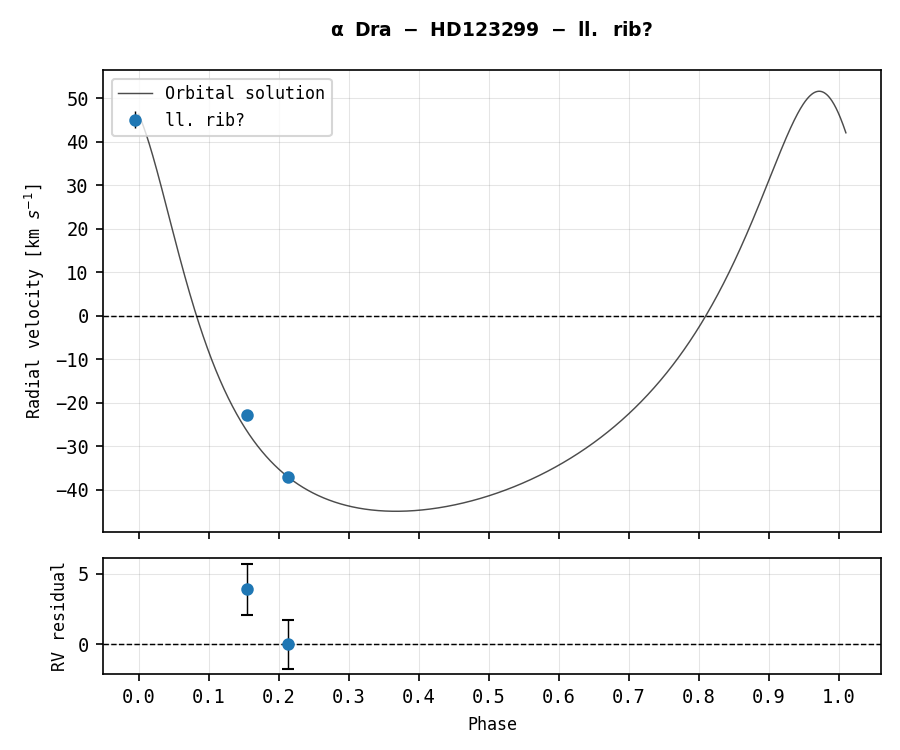 α Dra − HD123299 − ll. rib?
Orbital solution
ll. rib?
Radial velocity [km s⁻¹]
50
40
30
20
10
0
−10
−20
−30
−40
RV residual
5
0
0.0 0.1 0.2 0.3 0.4 0.5 0.6 0.7 0.8 0.9 1.0
Phase